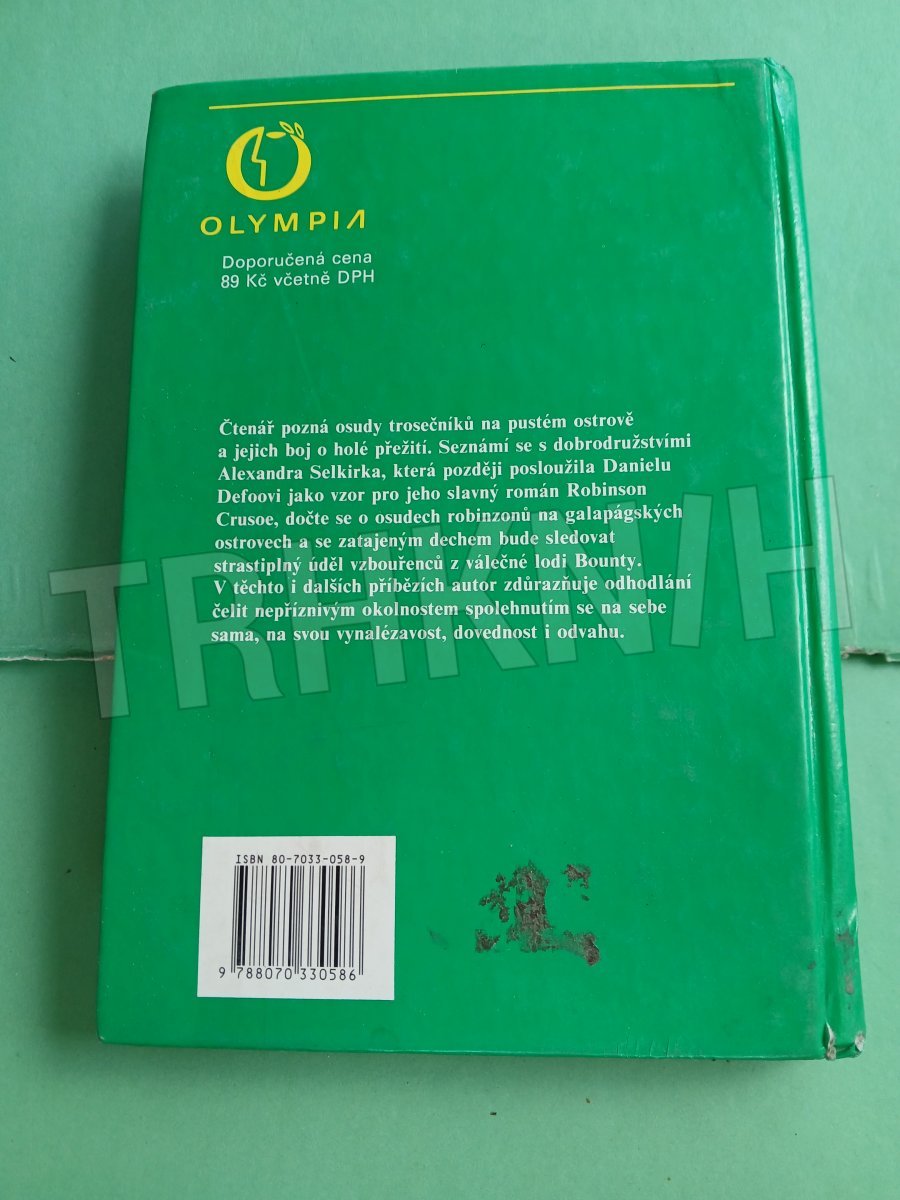 OLYMPIA
Doporučená cena
89 Kč včetně DPH
Čtenář pozná osudy trosečníků na pustém ostrově
a jejich boj o holé přežití. Seznámí se s dobrodružstvími
Alexandra Selkirka, která později posloužila Danielu
Defoovi jako vzor pro jeho slavný román Robinson
Crusoe, dočte se o osudech robinzonů na galapágských
ostrovech a se zatajeným dechem bude sledovat
strastiplný úděl vzbouřenců z válečné lodi Bounty.
V těchto i dalších příbězích autor zdůrazňuje odhodlání
čelit nepříznivým okolnostem spolehnutím se na sebe
sama, na svou vynalézavost, dovednost i odvahu.
TRHKNIH
ISBN 80-7033-058-9
9 788070 330586